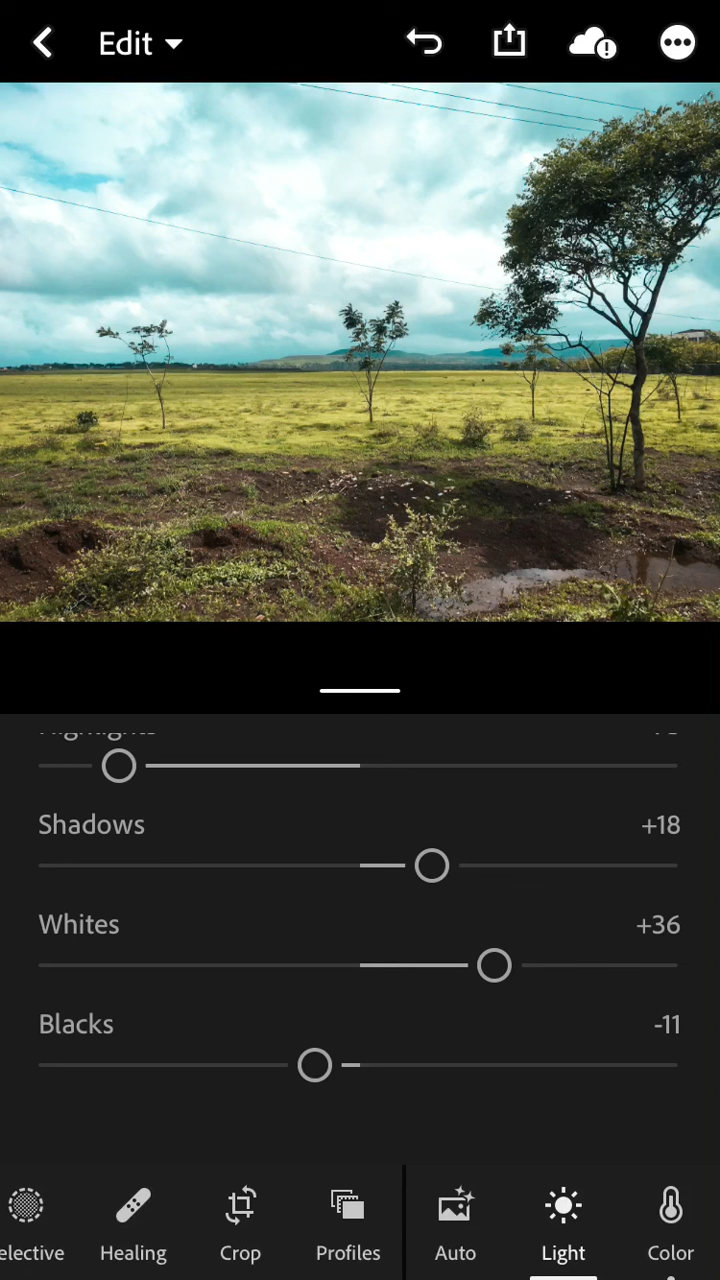 Edit
Shadows +18
Whites +36
Blacks -11
elective Healing Crop Profiles Auto Light Color